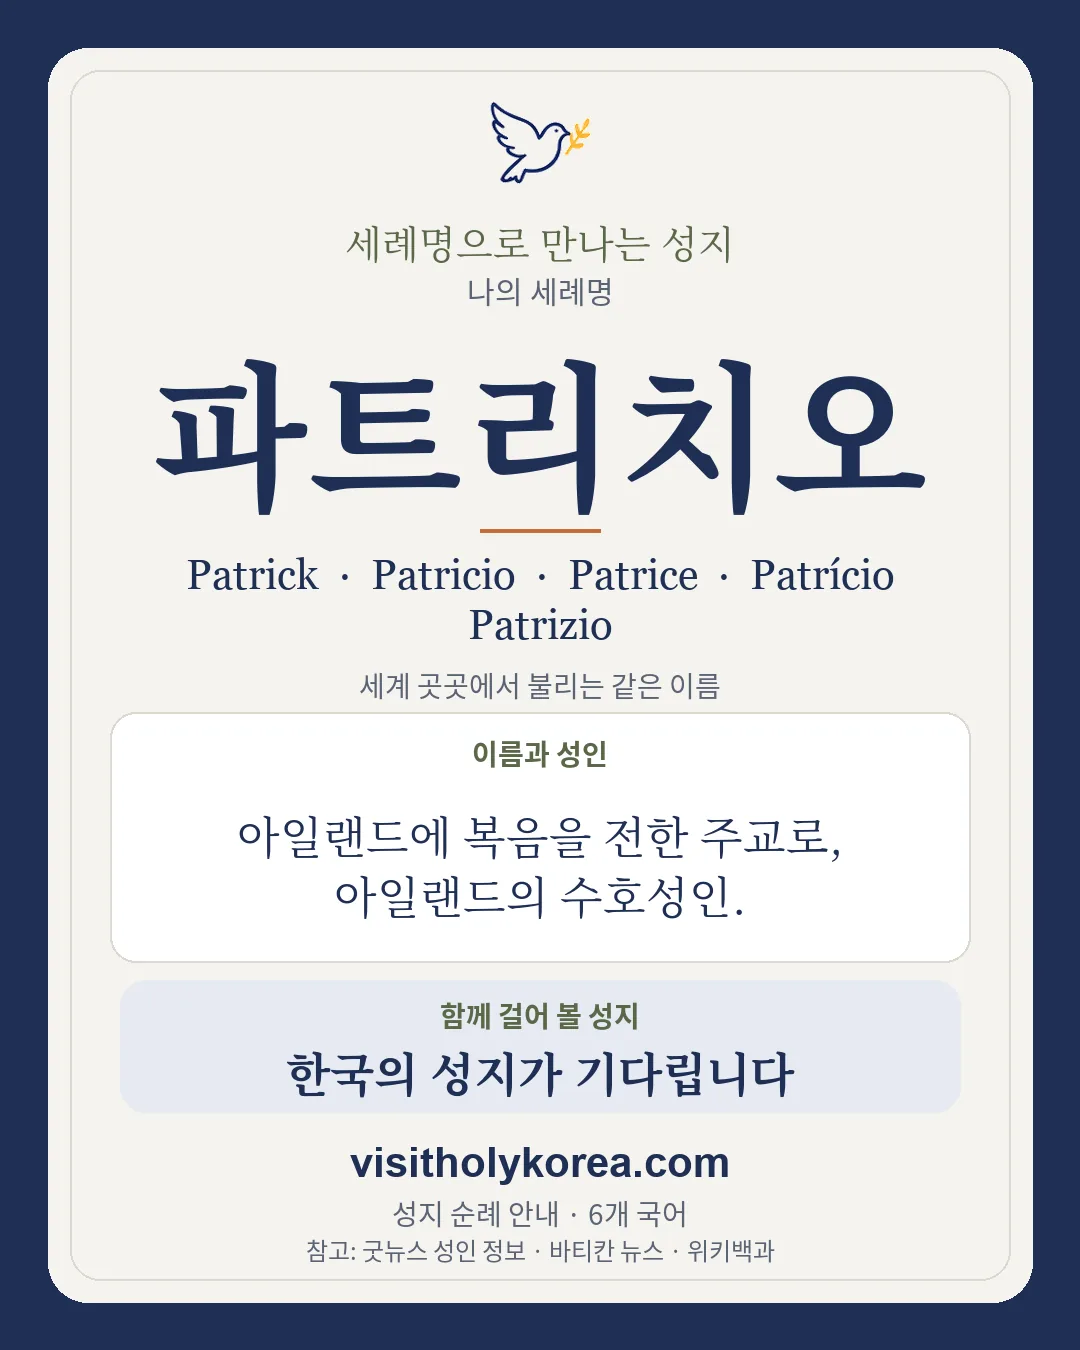 세례명으로 만나는 성지
나의 세례명
파트리치오
Patrick · Patricio · Patrice · Patrício
Patrizio
세계 곳곳에서 불리는 같은 이름
이름과 성인
아일랜드에 복음을 전한 주교로,
아일랜드의 수호성인.
함께 걸어 볼 성지
한국의 성지가 기다립니다
visitholykorea.com
성지 순례 안내 · 6개 국어
참고: 굿뉴스 성인 정보 · 바티칸 뉴스 · 위키백과